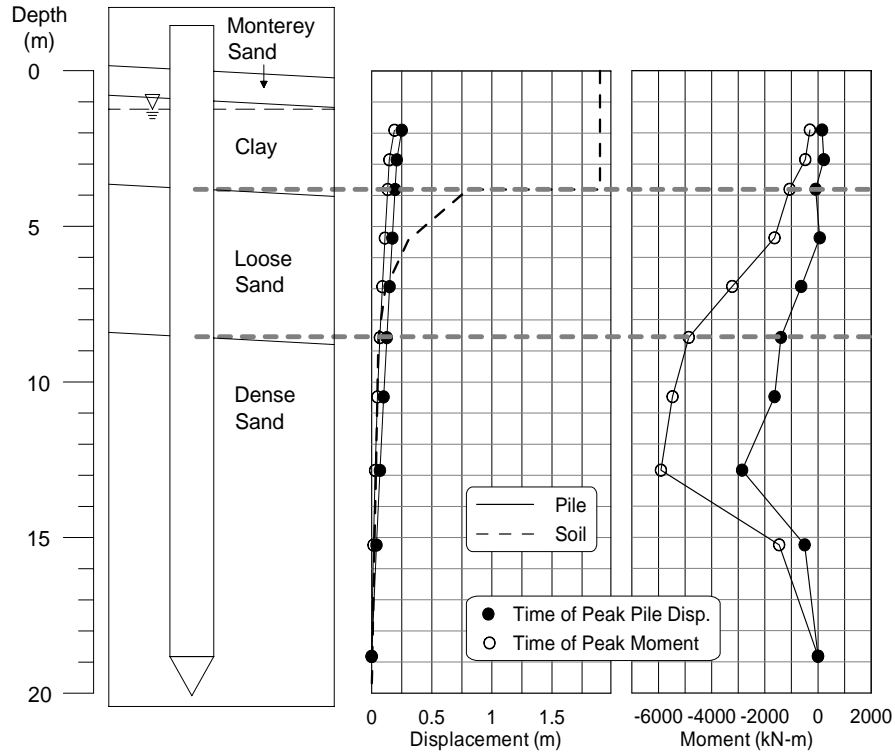 Depth
(m)
0
5
10
15
20
Monterey
Sand
Clay
Loose
Sand
Dense
Sand
Pile
Soil
Time of Peak Pile Disp.
Time of Peak Moment
0 0.5 1 1.5
Displacement (m)
-6000 -4000 -2000 0 2000
Moment (kN-m)